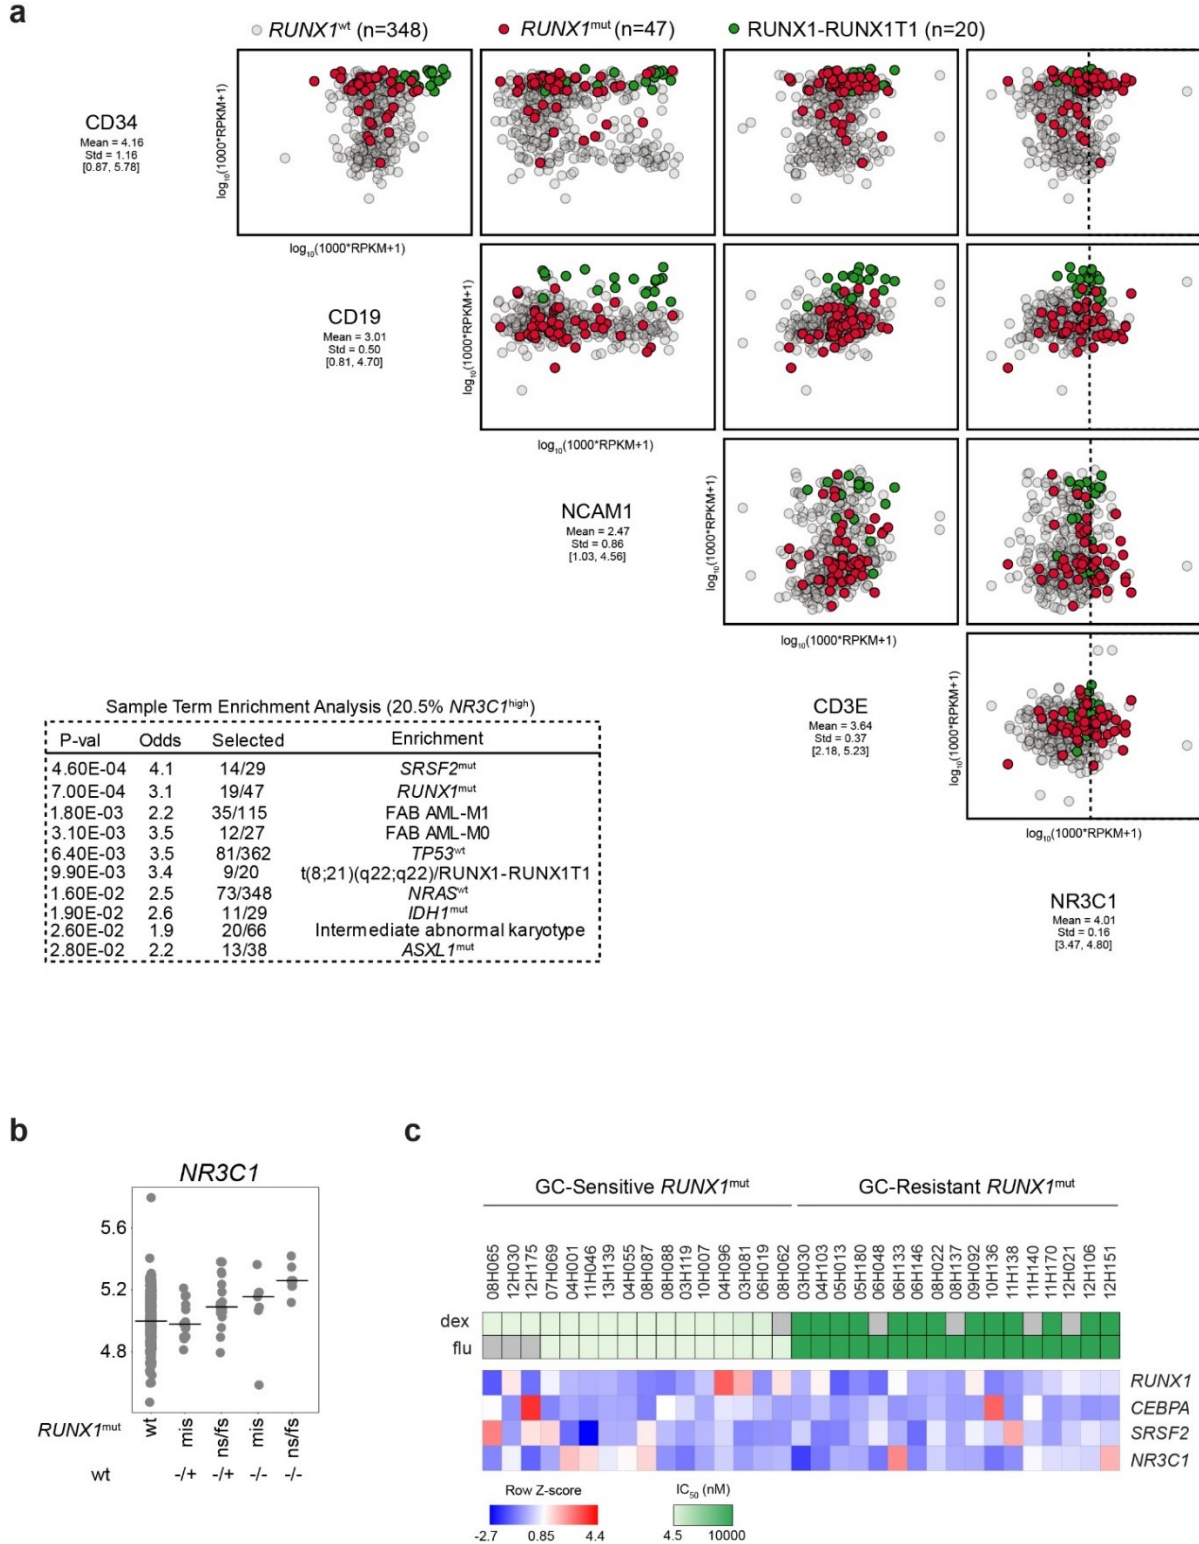 a
RUNX1wt (n=348) RUNX1mut (n=47) RUNX1-RUNX1T1 (n=20)
CD34
Mean = 4.16
Std = 1.16
[0.87, 5.78]
log10(1000*RPKM+1)
log10(1000*RPKM+1)
CD19
Mean = 3.01
Std = 0.50
[0.81, 4.70]
log10(1000*RPKM+1)
log10(1000*RPKM+1)
NCAM1
Mean = 2.47
Std = 0.86
[1.03, 4.56]
log10(1000*RPKM+1)
log10(1000*RPKM+1)
CD3E
Mean = 3.64
Std = 0.37
[2.18, 5.23]
log10(1000*RPKM+1)
log10(1000*RPKM+1)
NR3C1
Mean = 4.01
Std = 0.16
[3.47, 4.80]
Sample Term Enrichment Analysis (20.5% NR3C1high)
P-val Odds Selected Enrichment
4.60E-04 4.1 14/29 SRSF2mut
7.00E-04 3.1 19/47 RUNX1mut
1.80E-03 2.2 35/115 FAB AML-M1
3.10E-03 3.5 12/27 FAB AML-M0
6.40E-03 3.5 81/362 TP53wt
9.90E-03 3.4 9/20 t(8;21)(q22;q22)/RUNX1-RUNX1T1
1.60E-02 2.5 73/348 NRASwt
1.90E-02 2.6 11/29 IDH1mut
2.60E-02 1.9 20/66 Intermediate abnormal karyotype
2.80E-02 2.2 13/38 ASXL1mut
b
NR3C1
5.6
5.2
4.8
RUNX1mut wt mis ns/fs mis ns/fs
wt -/+ -/+ -/- -/-
c
GC-Sensitive RUNX1mut GC-Resistant RUNX1mut
08H065 12H030 12H175 07H069 04H001 11H046 13H139 04H055 08H087 08H088 03H119 10H007 04H096 03H081 06H019 08H062 03H030 04H103 05H013 05H180 06H048 06H133 06H146 08H022 08H137 09H092 10H136 11H138 11H140 11H170 12H021 12H106 12H151
dex
flu
RUNX1
CEBPA
SRSF2
NR3C1
Row Z-score
-2.7 0.85 4.4
IC50 (nM)
4.5 10000